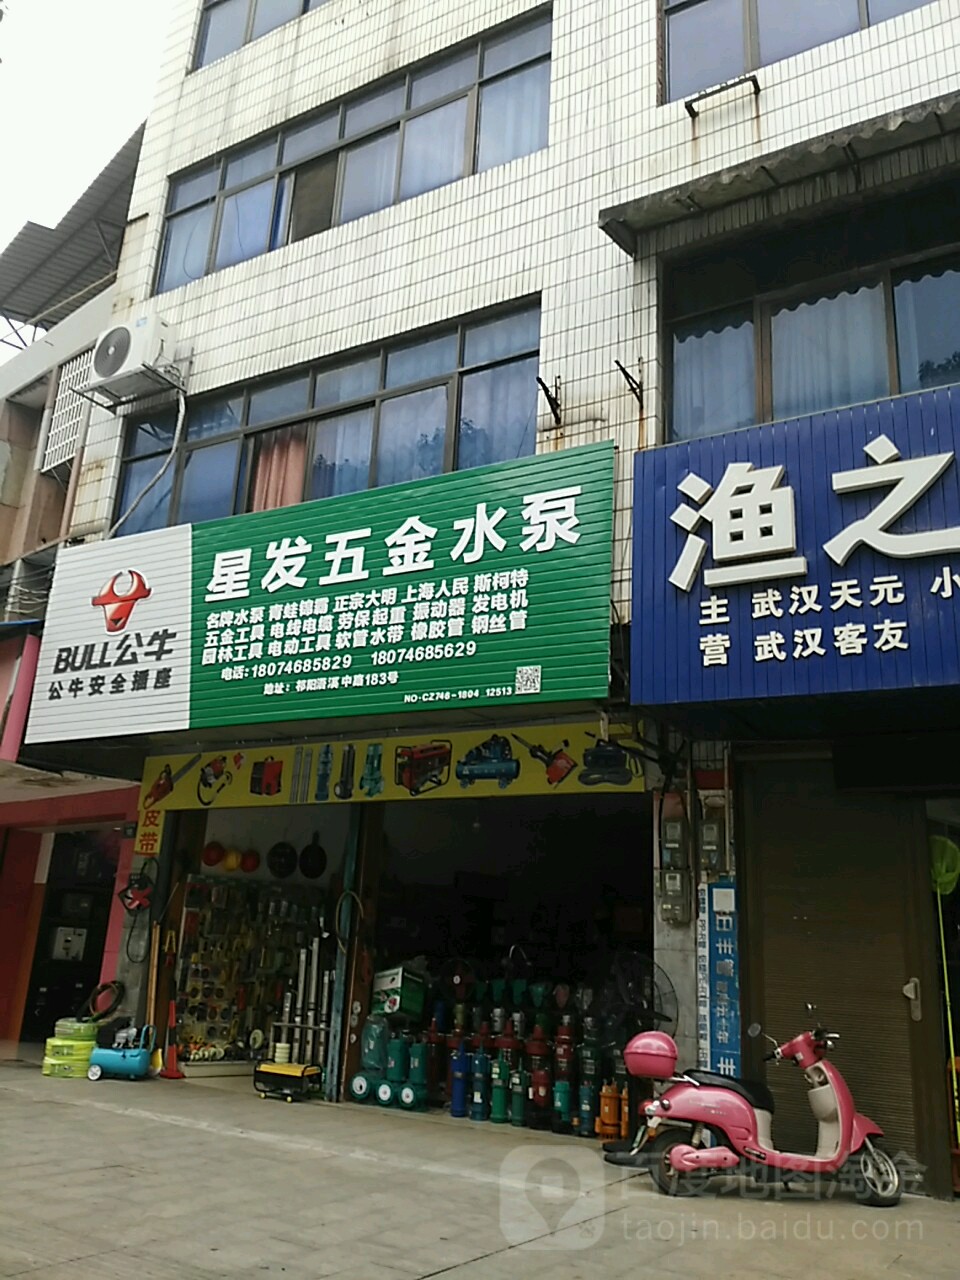 星发五金水泵
名牌水泵 青蛙锦霸 正宗大明 上海人民 斯柯特
五金工具 电线电缆 劳保起重 振动器 发电机
园林工具 电动工具 软管水带 橡胶管 钢丝管
电话:18074685829 18074685629
地址:祁阳浯溪中路183号
NO-CZ746-1804 12513
BULL公牛
公牛安全插座
渔之
主营
武汉天元 小
武汉客友
皮带
百度地图淘金
taojin.baidu.com